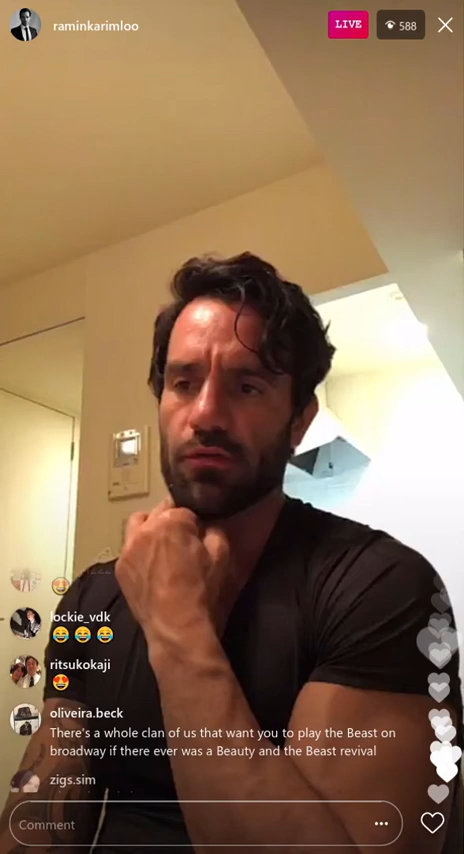 raminkarimloo
LIVE
588
lockie_vdk
ritsukokaji
oliveira.beck
There's a whole clan of us that want you to play the Beast on
broadway if there ever was a Beauty and the Beast revival
zigs.sim
Comment